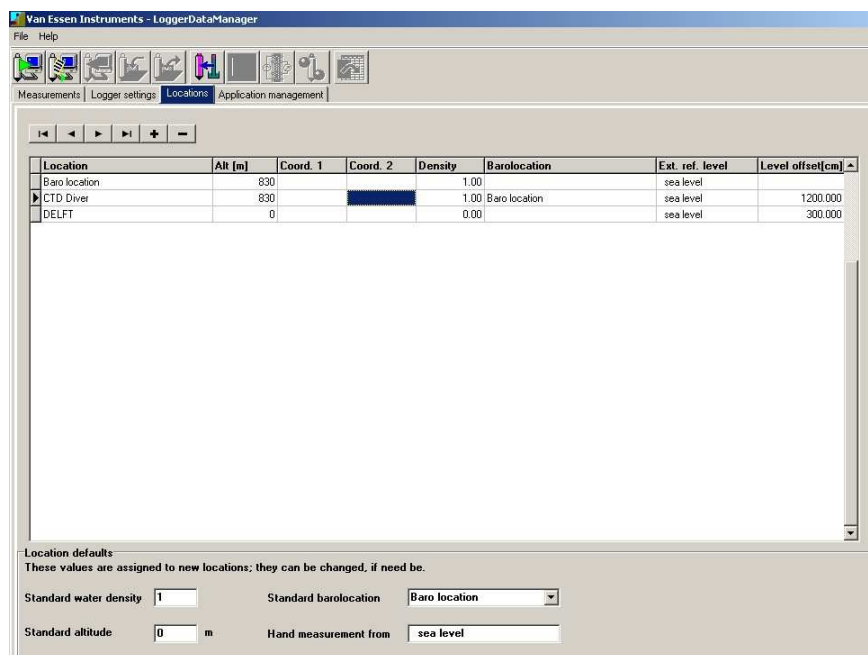 Van Essen Instruments - LoggerDataManager
File Help
Measurements Logger settings Locations Application management
Location Alt [m] Coord. 1 Coord. 2 Density Barolocation Ext. ref. level Level offset[cm]
Baro location 830 1.00 sea level
CTD Diver 830 1.00 Baro location sea level 1200.000
DELFT 0 0.00 sea level 300.000
Location defaults
These values are assigned to new locations; they can be changed, if need be.
Standard water density 1 Standard barolocation Baro location
Standard altitude 0 m Hand measurement from sea level